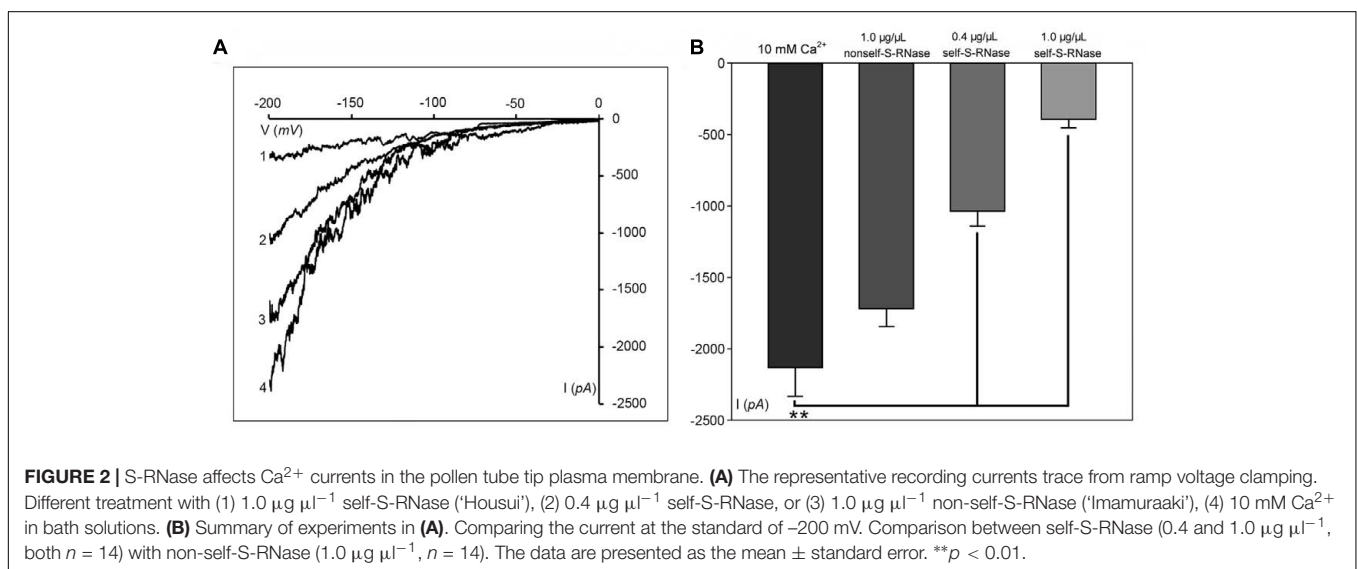 A
-200 -150 -100 -50 0
V (mV)
0
-500
-1000
-1500
-2000
-2500
1
2
3
4
I (pA)
B
10 mM Ca²⁺
1.0 µg/µL
nonself-S-RNase
0.4 µg/µL
self-S-RNase
1.0 µg/µL
self-S-RNase
0
-500
-1000
-1500
-2000
-2500
I (pA)
**
FIGURE 2 | S-RNase affects Ca²⁺ currents in the pollen tube tip plasma membrane. (A) The representative recording currents trace from ramp voltage clamping.
Different treatment with (1) 1.0 µg µl⁻¹ self-S-RNase (‘Housui’), (2) 0.4 µg µl⁻¹ self-S-RNase, or (3) 1.0 µg µl⁻¹ non-self-S-RNase (‘Imamuraaki’), (4) 10 mM Ca²⁺
in bath solutions. (B) Summary of experiments in (A). Comparing the current at the standard of –200 mV. Comparison between self-S-RNase (0.4 and 1.0 µg µl⁻¹,
both n = 14) with non-self-S-RNase (1.0 µg µl⁻¹, n = 14). The data are presented as the mean ± standard error. **p < 0.01.